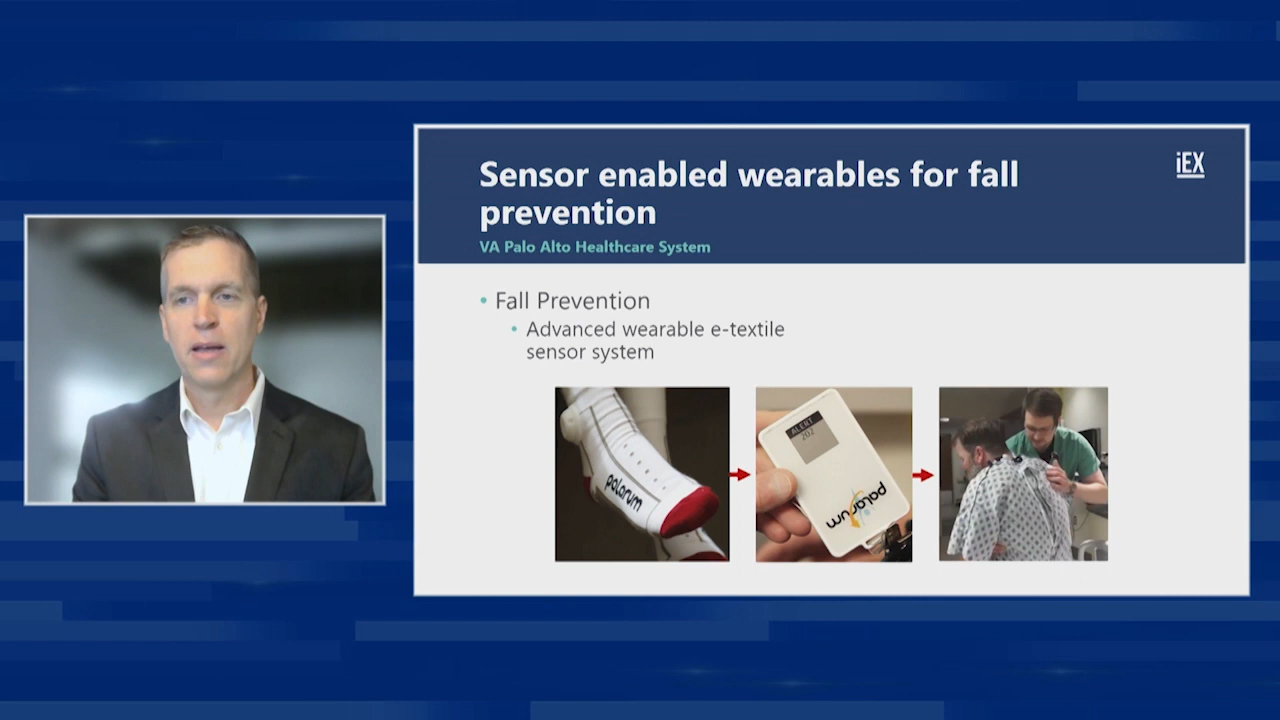 Sensor enabled wearables for fall
prevention
iEX
VA Palo Alto Healthcare System
• Fall Prevention
• Advanced wearable e-textile
sensor system
palarum
ALERT
202
palarum